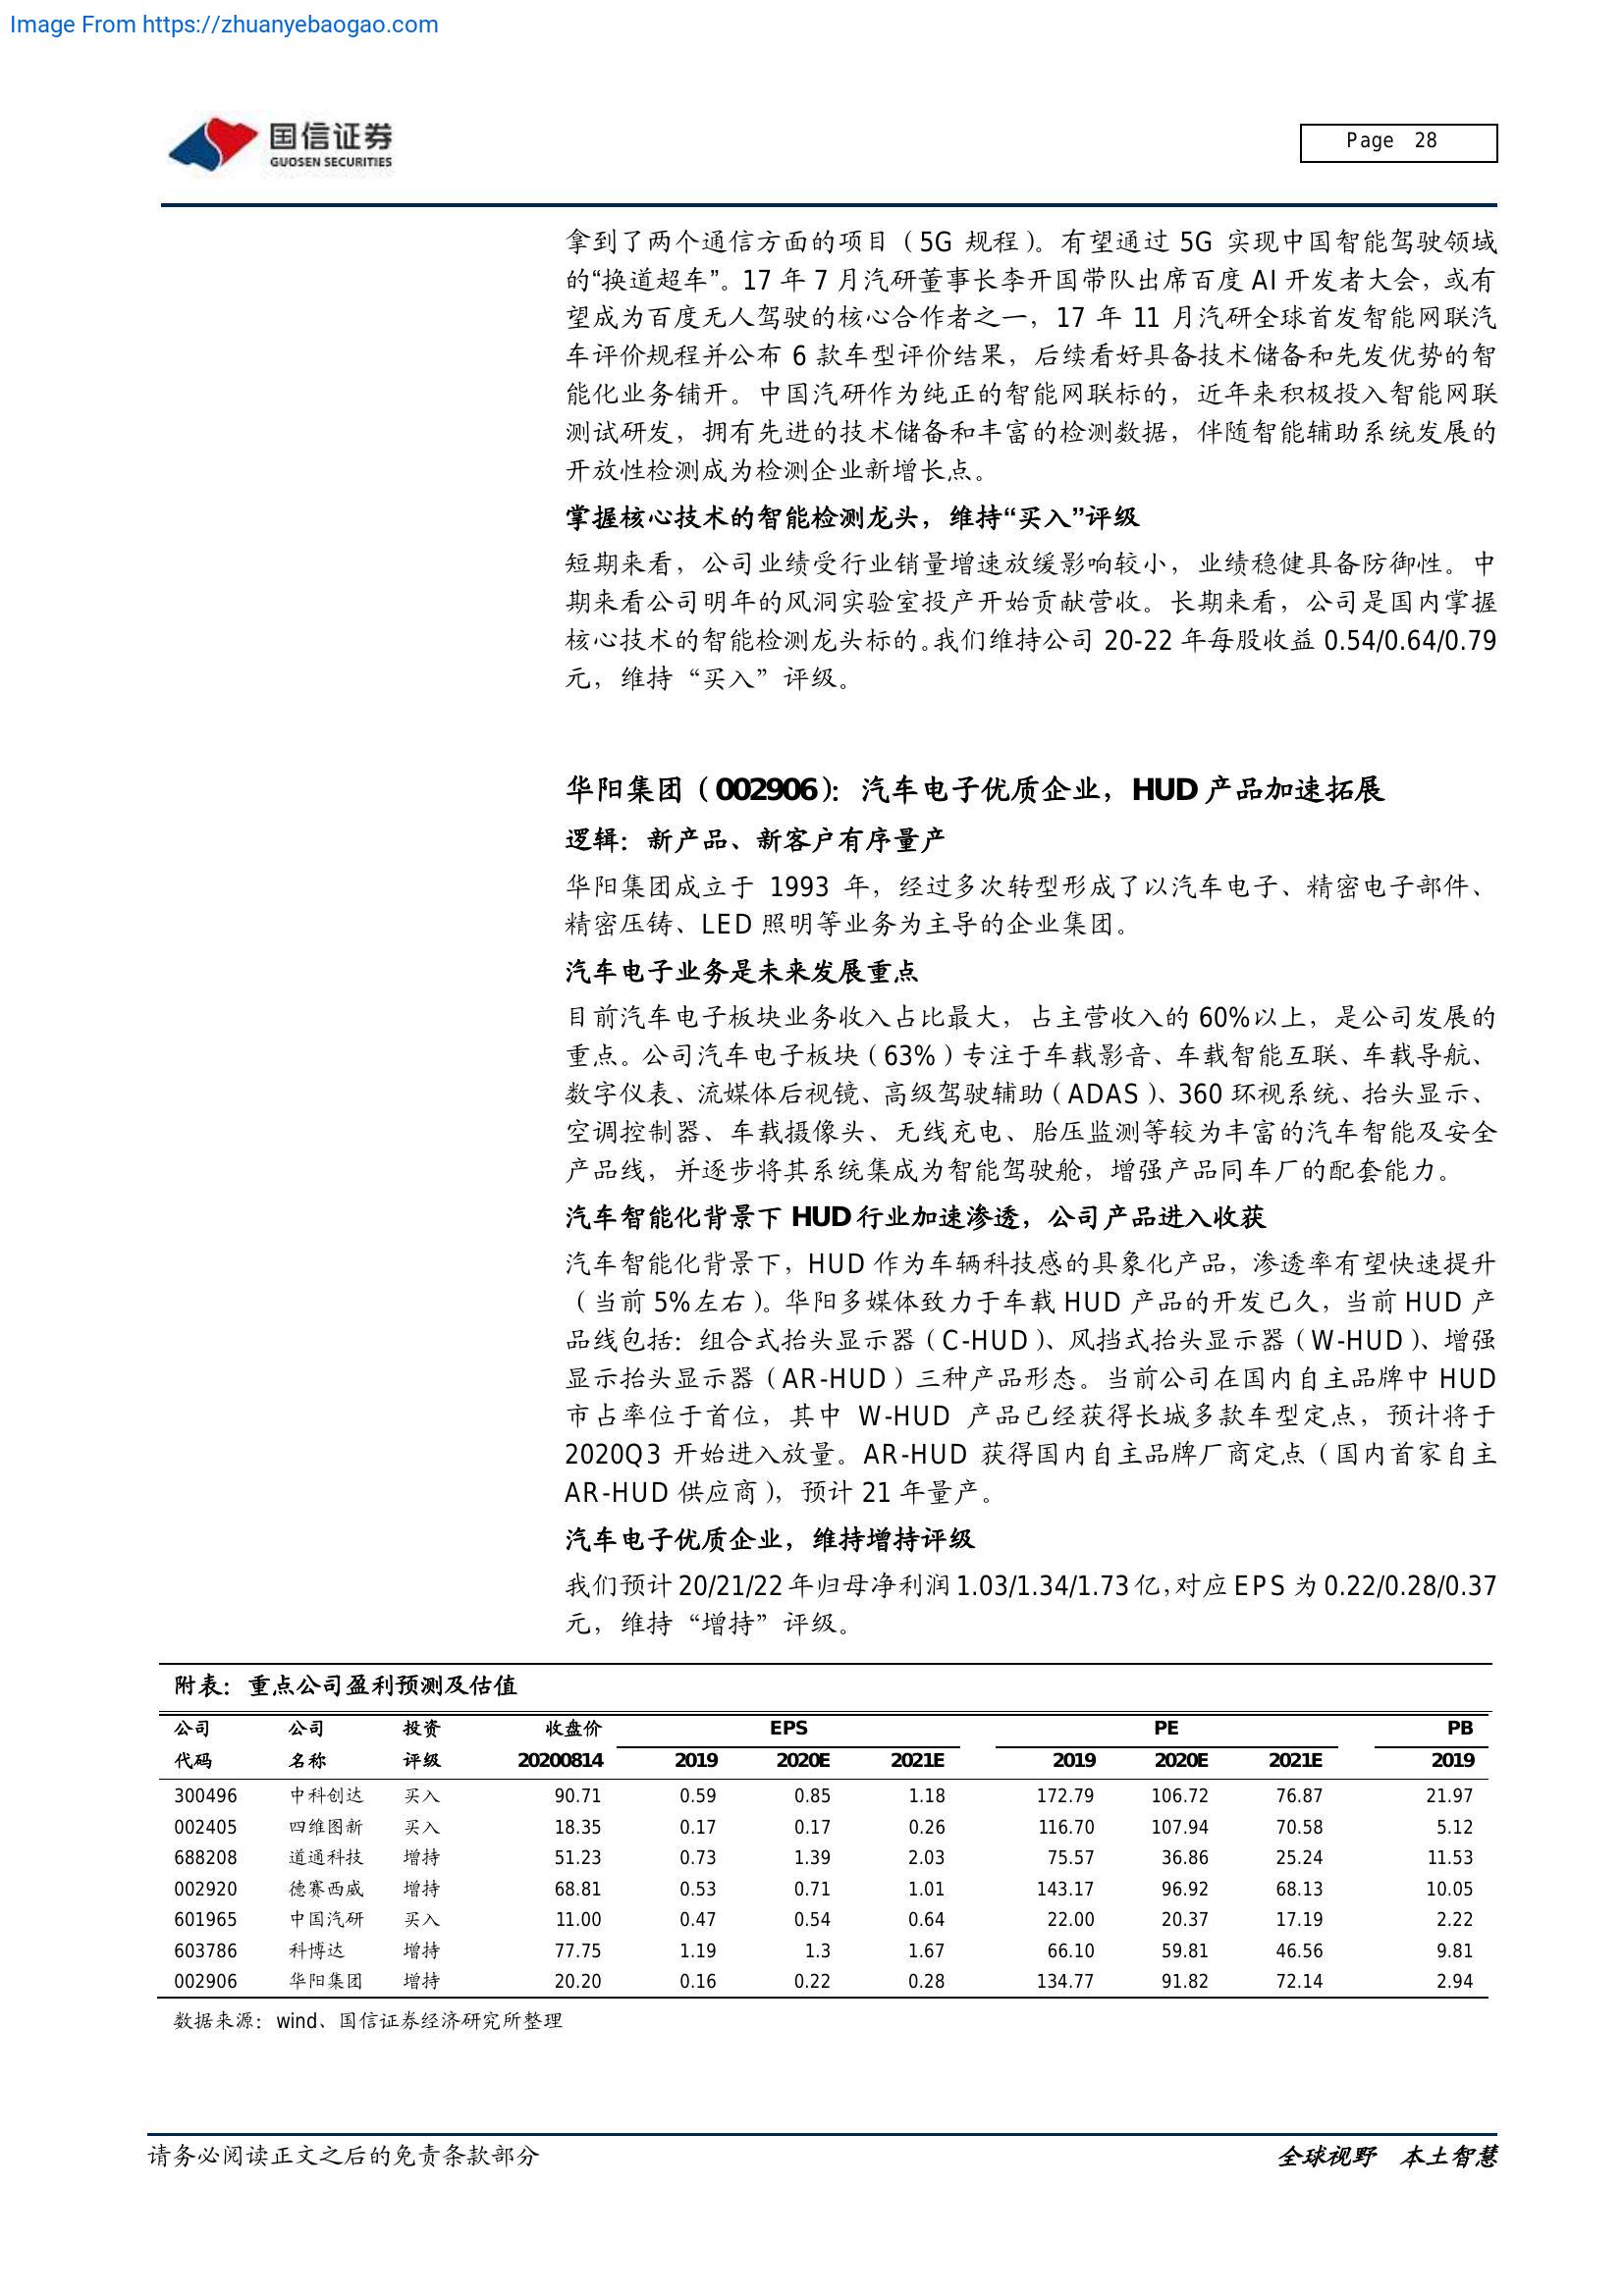 Image From https://zhuanyebaogao.com
国信证券
GUOSEN SECURITIES
Page 28
拿到了两个通信方面的项目（5G 规程）。有望通过 5G 实现中国智能驾驶领域
的“换道超车”。17 年 7 月汽研董事长李开国带队出席百度 AI 开发者大会，或有
望成为百度无人驾驶的核心合作者之一，17 年 11 月汽研全球首发智能网联汽
车评价规程并公布 6 款车型评价结果，后续看好具备技术储备和先发优势的智
能化业务铺开。中国汽研作为纯正的智能网联标的，近年来积极投入智能网联
测试研发，拥有先进的技术储备和丰富的检测数据，伴随智能辅助系统发展的
开放性检测成为检测企业新增长点。
掌握核心技术的智能检测龙头，维持“买入”评级
短期来看，公司业绩受行业销量增速放缓影响较小，业绩稳健具备防御性。中
期来看公司明年的风洞实验室投产开始贡献营收。长期来看，公司是国内掌握
核心技术的智能检测龙头标的。我们维持公司 20-22 年每股收益 0.54/0.64/0.79
元，维持“买入”评级。
华阳集团（002906）：汽车电子优质企业，HUD 产品加速拓展
逻辑：新产品、新客户有序量产
华阳集团成立于 1993 年，经过多次转型形成了以汽车电子、精密电子部件、
精密压铸、LED 照明等业务为主导的企业集团。
汽车电子业务是未来发展重点
目前汽车电子板块业务收入占比最大，占主营收入的 60%以上，是公司发展的
重点。公司汽车电子板块（63%）专注于车载影音、车载智能互联、车载导航、
数字仪表、流媒体后视镜、高级驾驶辅助（ADAS）、360 环视系统、抬头显示、
空调控制器、车载摄像头、无线充电、胎压监测等较为丰富的汽车智能及安全
产品线，并逐步将其系统集成为智能驾驶舱，增强产品同车厂的配套能力。
汽车智能化背景下 HUD 行业加速渗透，公司产品进入收获
汽车智能化背景下，HUD 作为车辆科技感的具象化产品，渗透率有望快速提升
（当前 5%左右）。华阳多媒体致力于车载 HUD 产品的开发已久，当前 HUD 产
品线包括：组合式抬头显示器（C-HUD）、风挡式抬头显示器（W-HUD）、增强
显示抬头显示器（AR-HUD）三种产品形态。当前公司在国内自主品牌中 HUD
市占率位于首位，其中 W-HUD 产品已经获得长城多款车型定点，预计将于
2020Q3 开始进入放量。AR-HUD 获得国内自主品牌厂商定点（国内首家自主
AR-HUD 供应商），预计 21 年量产。
汽车电子优质企业，维持增持评级
我们预计 20/21/22 年归母净利润 1.03/1.34/1.73 亿，对应 EPS 为 0.22/0.28/0.37
元，维持“增持”评级。
附表：重点公司盈利预测及估值
公司 公司 投资 收盘价 EPS PE PB
代码 名称 评级 20200814 2019 2020E 2021E 2019 2020E 2021E 2019
300496 中科创达 买入 90.71 0.59 0.85 1.18 172.79 106.72 76.87 21.97
002405 四维图新 买入 18.35 0.17 0.17 0.26 116.70 107.94 70.58 5.12
688208 道通科技 增持 51.23 0.73 1.39 2.03 75.57 36.86 25.24 11.53
002920 德赛西威 增持 68.81 0.53 0.71 1.01 143.17 96.92 68.13 10.05
601965 中国汽研 买入 11.00 0.47 0.54 0.64 22.00 20.37 17.19 2.22
603786 科博达 增持 77.75 1.19 1.3 1.67 66.10 59.81 46.56 9.81
002906 华阳集团 增持 20.20 0.16 0.22 0.28 134.77 91.82 72.14 2.94
数据来源：wind、国信证券经济研究所整理
请务必阅读正文之后的免责条款部分
全球视野 本土智慧